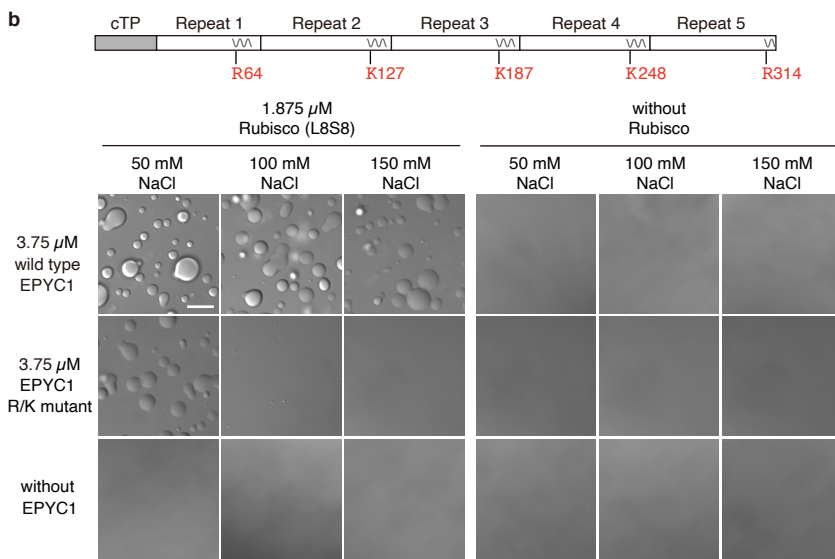 b
cTP Repeat 1 Repeat 2 Repeat 3 Repeat 4 Repeat 5
R64 K127 K187 K248 R314
1.875 µM
Rubisco (L8S8)
without
Rubisco
50 mM
NaCl
100 mM
NaCl
150 mM
NaCl
50 mM
NaCl
100 mM
NaCl
150 mM
NaCl
3.75 µM
wild type
EPYC1
3.75 µM
EPYC1
R/K mutant
without
EPYC1